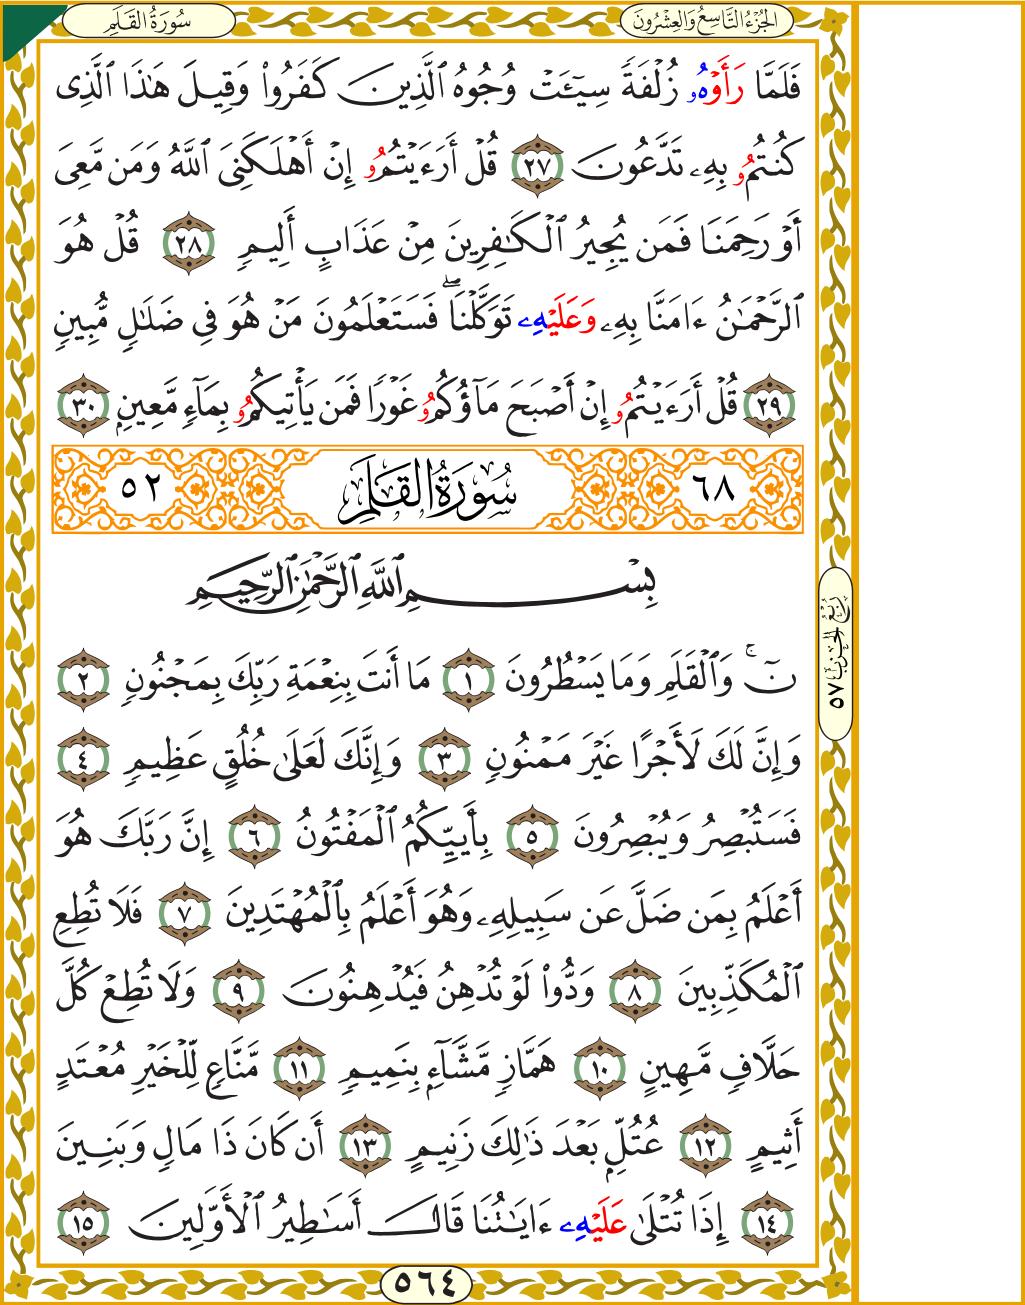 سُورَةُ القَلَمِ
الجُزْءُ التَّاسِعُ وَالعِشْرُونَ
فَلَمَّا رَأَوْهُۥ زُلْفَةً سِيٓـَٔتْ وُجُوهُ ٱلَّذِينَ كَفَرُوا۟ وَقِيلَ هَٰذَا ٱلَّذِى
كُنتُمُۥ بِهِۦ تَدَّعُونَ ٢٧ قُلْ أَرَءَيْتُمُۥ إِنْ أَهْلَكَنِىَ ٱللَّهُ وَمَن مَّعِىَ
أَوْ رَحِمَنَا فَمَن يُجِيرُ ٱلْكَٰفِرِينَ مِنْ عَذَابٍ أَلِيمٍ ٢٨ قُلْ هُوَ
ٱلرَّحْمَٰنُ ءَامَنَّا بِهِۦ وَعَلَيْهِۦ تَوَكَّلْنَا ۖ فَسَتَعْلَمُونَ مَنْ هُوَ فِى ضَلَٰلٍ مُّبِينٍ
٢٩ قُلْ أَرَءَيْتُمُۥ إِنْ أَصْبَحَ مَآؤُكُمُۥ غَوْرًا فَمَن يَأْتِيكُمُۥ بِمَآءٍ مَّعِينٍ ٣٠
٦٨ سُورَةُ القَلَمِ ٥٢
بِسْمِ ٱللَّهِ ٱلرَّحْمَٰنِ ٱلرَّحِيمِ
نٓ ۚ وَٱلْقَلَمِ وَمَا يَسْطُرُونَ ١ مَا أَنتَ بِنِعْمَةِ رَبِّكَ بِمَجْنُونٍ ٢
وَإِنَّ لَكَ لَأَجْرًا غَيْرَ مَمْنُونٍ ٣ وَإِنَّكَ لَعَلَىٰ خُلُقٍ عَظِيمٍ ٤
فَسَتُبْصِرُ وَيُبْصِرُونَ ٥ بِأَييِّكُمُ ٱلْمَفْتُونُ ٦ إِنَّ رَبَّكَ هُوَ
أَعْلَمُ بِمَن ضَلَّ عَن سَبِيلِهِۦ وَهُوَ أَعْلَمُ بِٱلْمُهْتَدِينَ ٧ فَلَا تُطِعِ
ٱلْمُكَذِّبِينَ ٨ وَدُّوا۟ لَوْ تُدْهِنُ فَيُدْهِنُونَ ٩ وَلَا تُطِعْ كُلَّ
حَلَّافٍ مَّهِينٍ ١٠ هَمَّازٍ مَّشَّآءٍ بِنَمِيمٍ ١١ مَّنَّاعٍ لِّلْخَيْرِ مُعْتَدٍ
أَثِيمٍ ١٢ عُتُلٍّ بَعْدَ ذَٰلِكَ زَنِيمٍ ١٣ أَن كَانَ ذَا مَالٍ وَبَنِينَ
١٤ إِذَا تُتْلَىٰ عَلَيْهِۦ ءَايَٰتُنَا قَالَ أَسَٰطِيرُ ٱلْأَوَّلِينَ ١٥
رُبُعُ الحِزْبِ ٥٧
٥٦٤